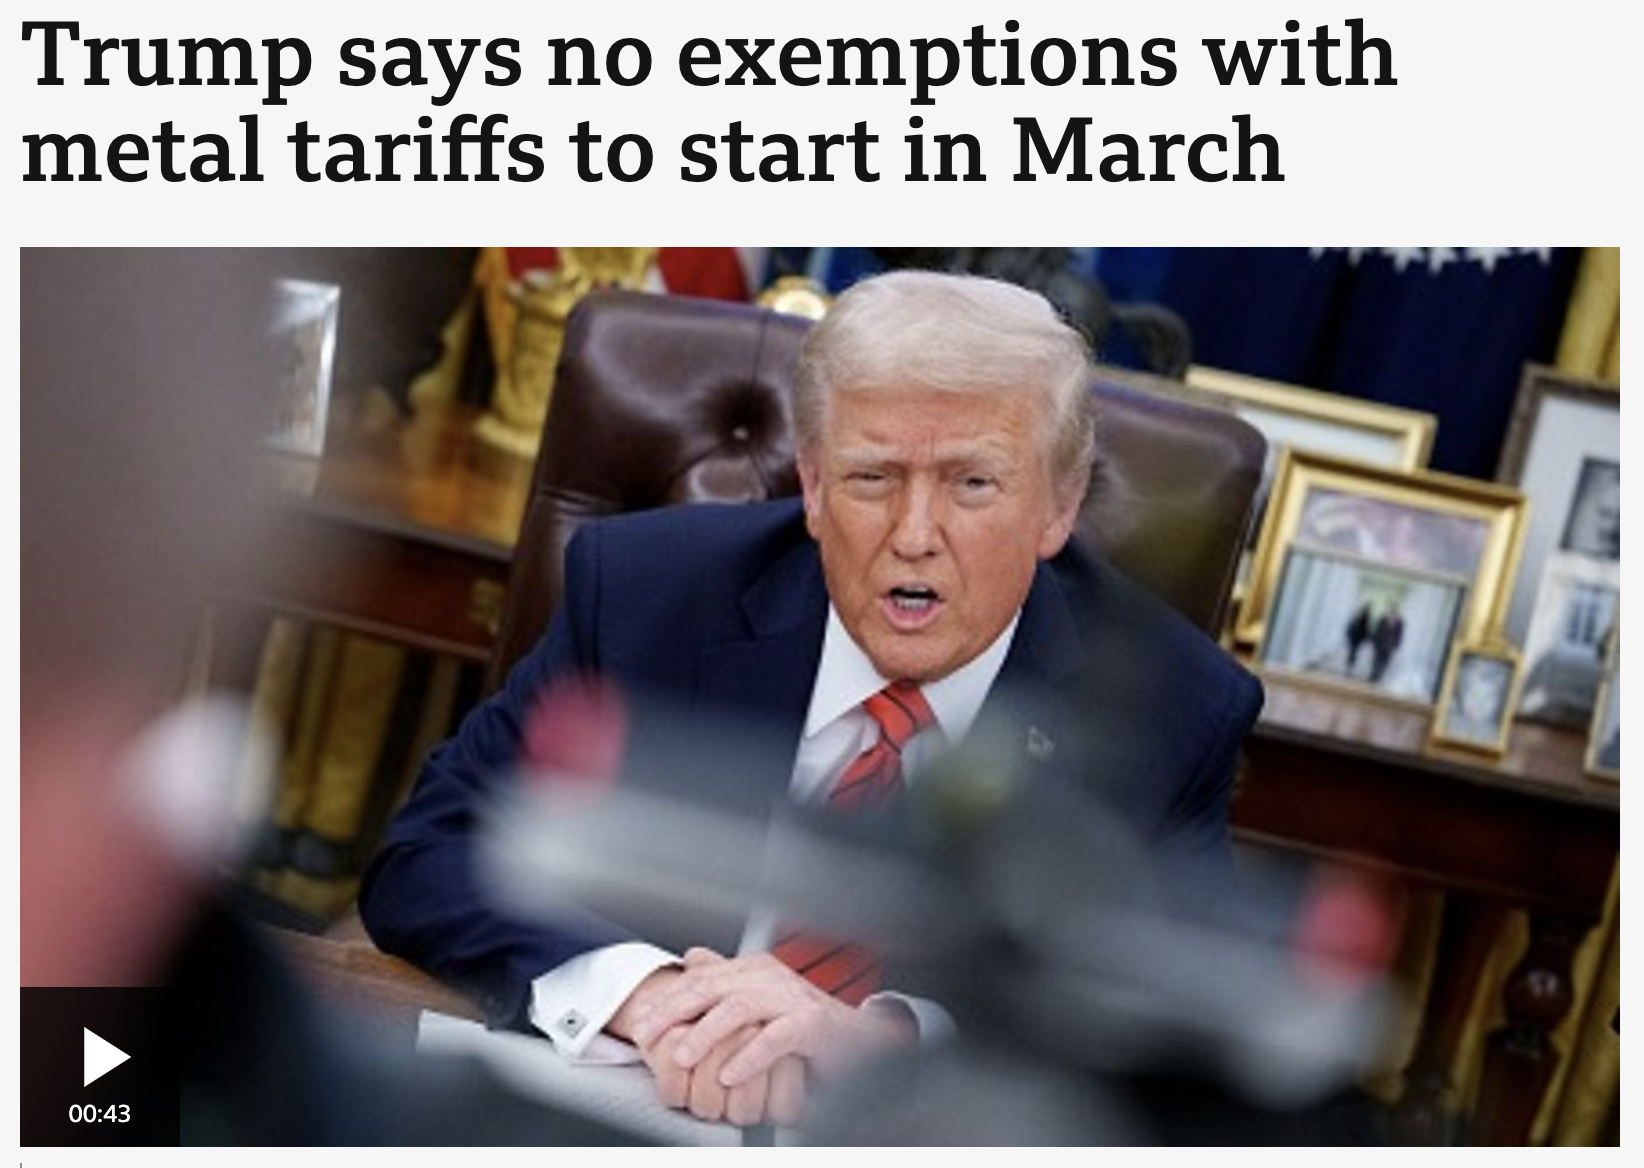 Trump says no exemptions with
metal tariffs to start in March
00:43